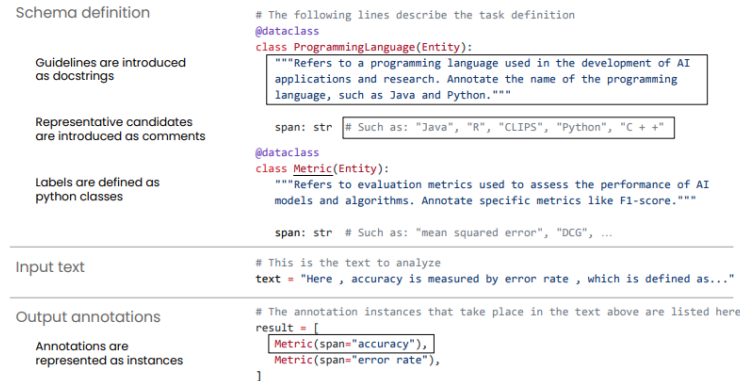 Schema definition
# The following lines describe the task definition
@dataclass
class ProgrammingLanguage(Entity):
Guidelines are introduced
as docstrings
"""Refers to a programming language used in the development of AI
applications and research. Annotate the name of the programming
language, such as Java and Python."""
Representative candidates
are introduced as comments
span: str # Such as: "Java", "R", "CLIPS", "Python", "C + +"
@dataclass
class Metric(Entity):
Labels are defined as
python classes
"""Refers to evaluation metrics used to assess the performance of AI
models and algorithms. Annotate specific metrics like F1-score."""
span: str # Such as: "mean squared error", "DCG", ...
Input text
# This is the text to analyze
text = "Here , accuracy is measured by error rate , which is defined as..."
Output annotations
# The annotation instances that take place in the text above are listed here
result = [
Annotations are
represented as instances
Metric(span="accuracy"),
Metric(span="error rate"),
]